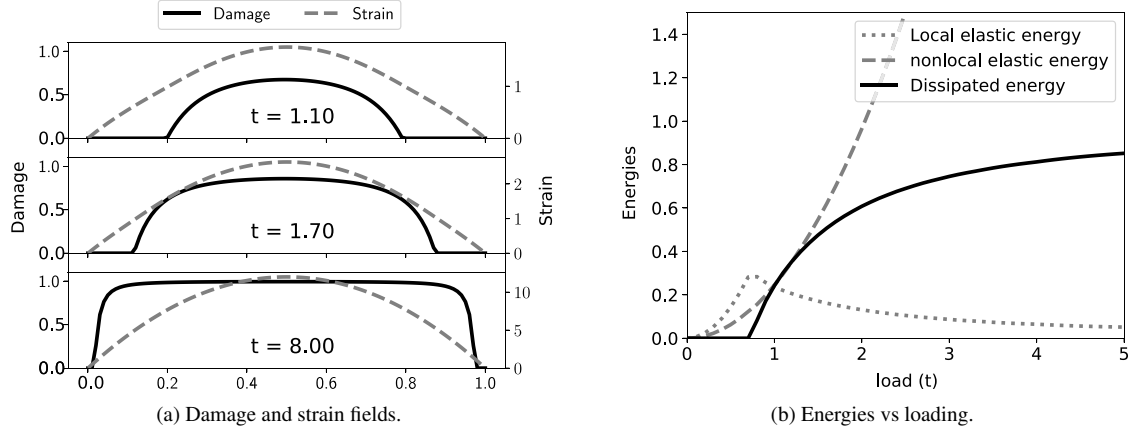 Damage Strain
1.0
0.5
0.0
1
0
t = 1.10
1.0
0.5
0.0
2
1
0
t = 1.70
1.0
0.5
0.0
10
5
0
t = 8.00
Damage
Strain
0.0 0.2 0.4 0.6 0.8 1.0
(a) Damage and strain fields.
1.4
1.2
1.0
0.8
0.6
0.4
0.2
0.0
Energies
Local elastic energy
nonlocal elastic energy
Dissipated energy
0 1 2 3 4 5
load (t)
(b) Energies vs loading.